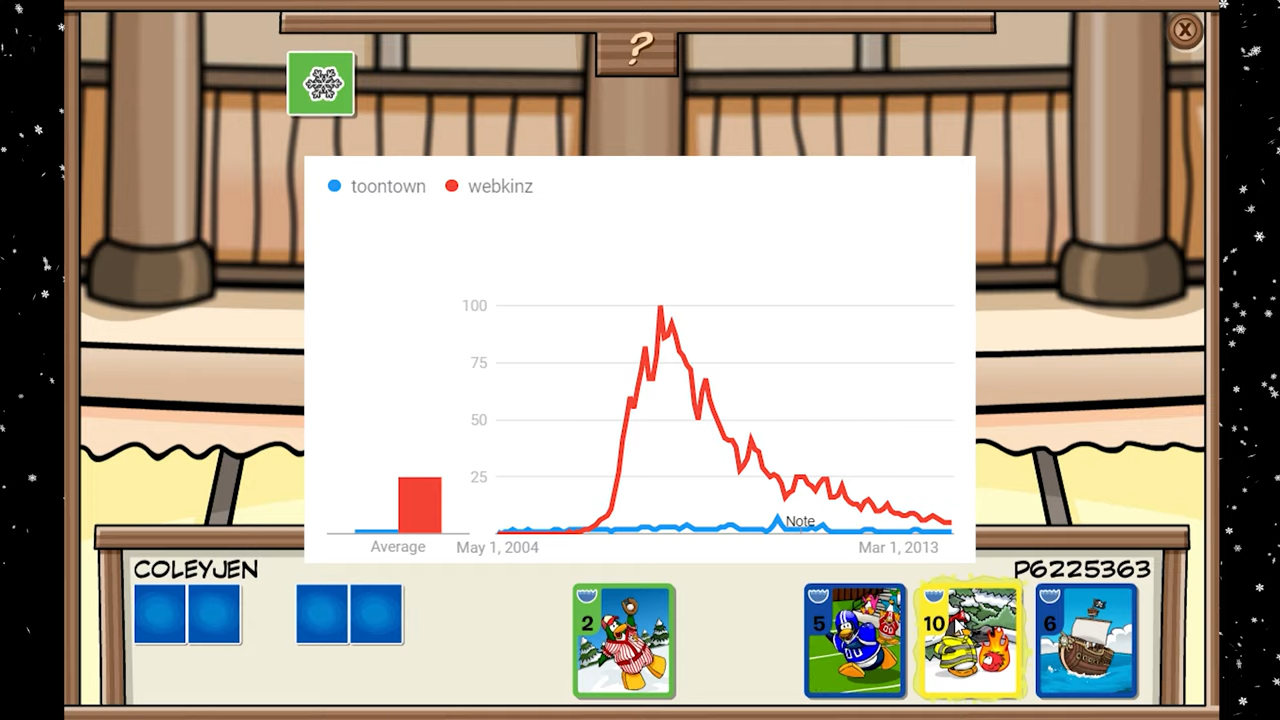 ?
X
toontown webkinz
100
75
50
25
Note
Average May 1, 2004 Mar 1, 2013
COLEYJEN P6225363
2 5 10 6